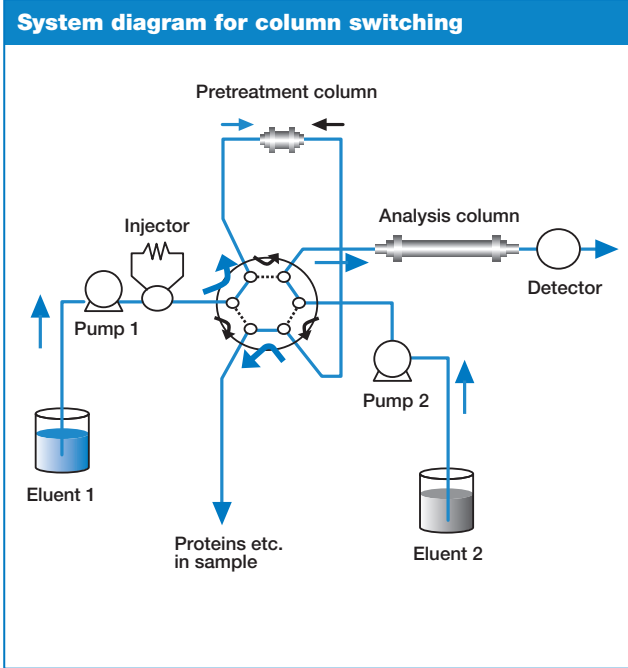 System diagram for column switching
Pretreatment column
Injector
Analysis column
Pump 1
Detector
Pump 2
Eluent 1
Proteins etc.
in sample
Eluent 2